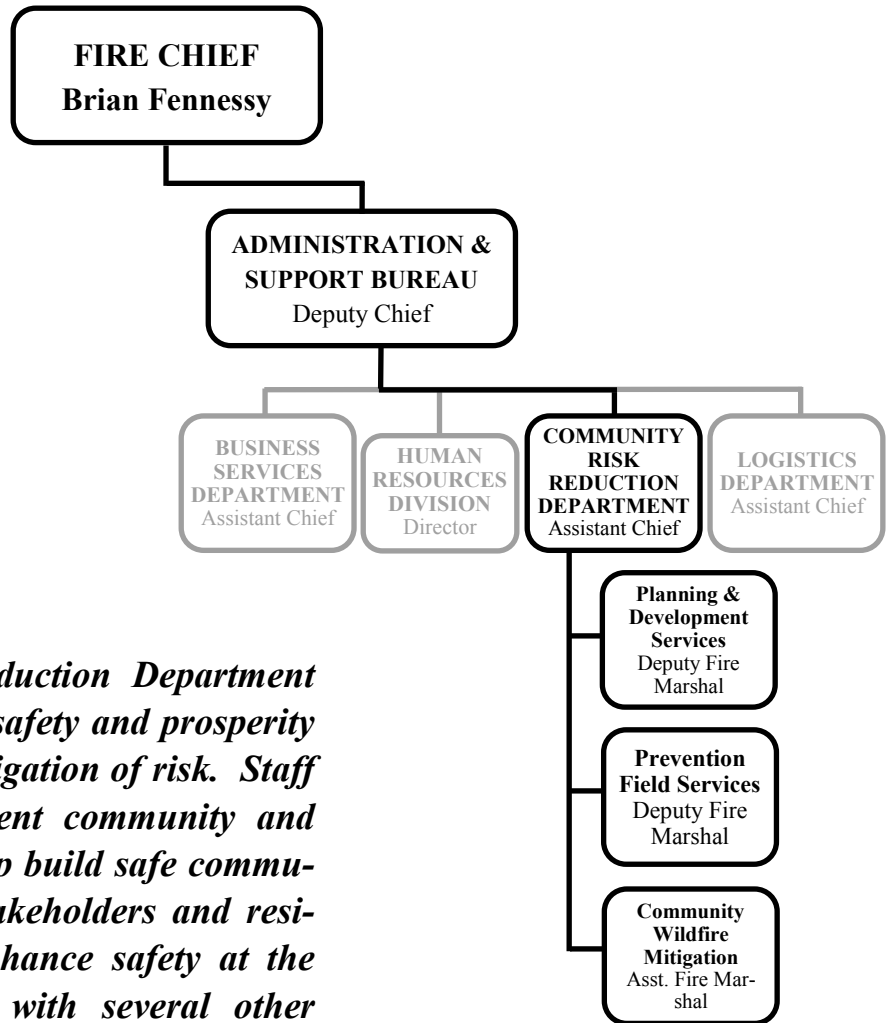 FIRE CHIEF
Brian Fennessy
ADMINISTRATION &
SUPPORT BUREAU
Deputy Chief
BUSINESS
SERVICES
DEPARTMENT
Assistant Chief
HUMAN
RESOURCES
DIVISION
Director
COMMUNITY
RISK
REDUCTION
DEPARTMENT
Assistant Chief
LOGISTICS
DEPARTMENT
Assistant Chief
Planning &
Development
Services
Deputy Fire
Marshal
Prevention
Field Services
Deputy Fire
Marshal
Community
Wildfire
Mitigation
Asst. Fire Mar-
shal
duction Department
safety and prosperity
igation of risk. Staff
ent community and
p build safe commu-
akeholders and resi-
hance safety at the
with several other